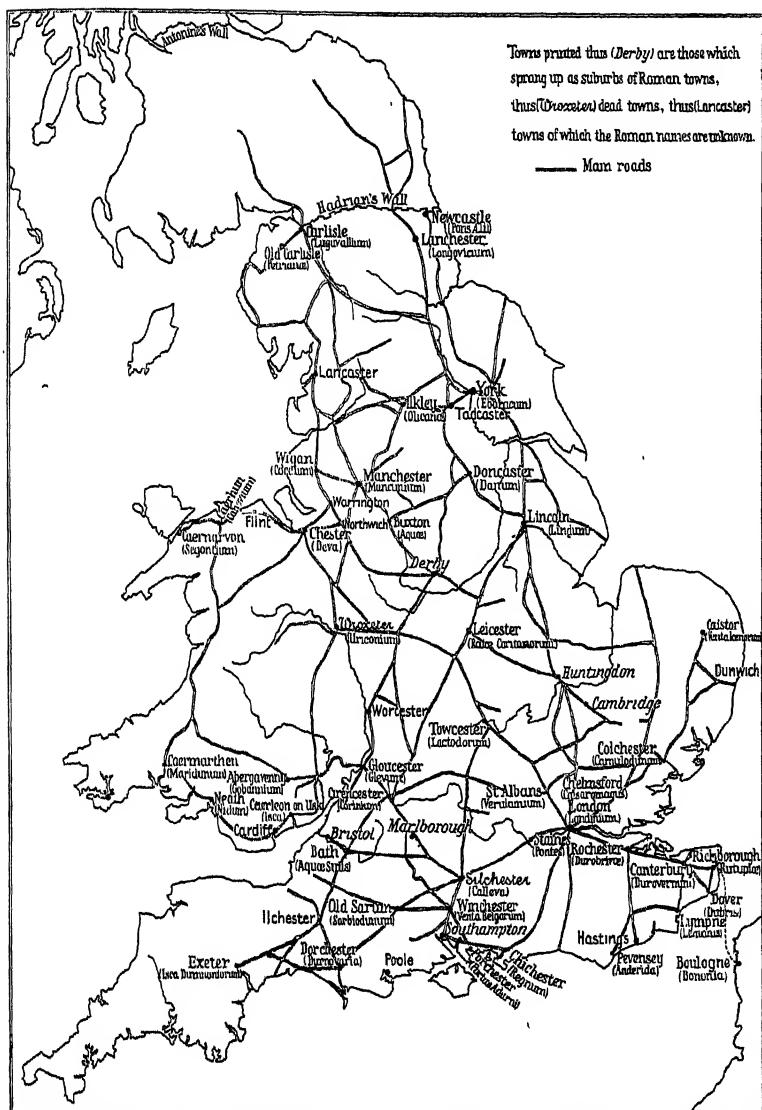 Antonine's Wall
Towns printed thus (Derby) are those which
sprang up as suburbs of Roman towns,
thus (Wroxeter) dead towns, thus (Lancaster)
towns of which the Roman names are unknown.
Main roads
Hadrian's Wall
Newcastle
Carlisle
(Luguvallium)
Lanchester
(Longovicium)
Old Carlisle
Lancaster
York
(Eboracum)
Ilkley
(Olicana)
Tadcaster
Wigan
(Coccium)
Manchester
(Mancunium)
Doncaster
(Danum)
Warrington
Northwich
Caerhun
Flint
Chester
(Deva)
Buxton
(Aquae)
Lincoln
(Lindum)
Caernarvon
(Segontium)
Derby
Wroxeter
(Uriconium)
Leicester
Caistor
Dunwich
Huntingdon
Cambridge
Worcester
Towcester
(Lactodorum)
Colchester
(Camulodunum)
Caermarthen
(Maridunum)
Abergavenny
(Gobannium)
Gloucester
(Glevum)
Cirencester
(Corinium)
St Albans
(Verulamium)
Chelmsford
(Caesaromagus)
London
(Londinium)
Neath
(Nidum)
Caerleon on Usk
(Isca)
Cardiff
Bristol
Marlborough
Bath
(Aquae Sulis)
Staines
(Pontes)
Rochester
(Durobrivae)
Canterbury
(Durovernum)
Richborough
Dover
Silchester
(Calleva)
Ilchester
Old Sarum
(Sorbiodunum)
Winchester
(Venta Belgarum)
Southampton
Lympne
(Lemanis)
Hastings
Pevensey
(Anderida)
Boulogne
(Bononia)
Exeter
(Isca Dumnoniorum)
Dorchester
(Durnovaria)
Poole
Chichester
(Regnum)
Porchester
(Portus Adurni)